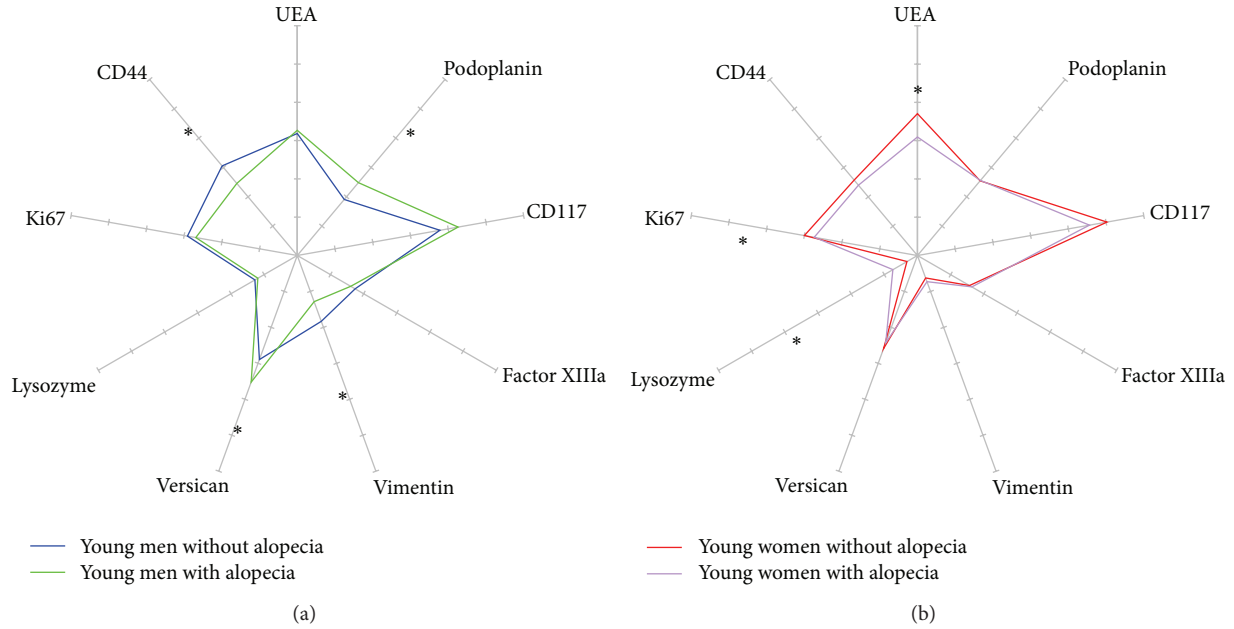 UEA
Podoplanin
CD117
Factor XIIIa
Vimentin
Versican
Lysozyme
Ki67
CD44
*
*
*
*
Young men without alopecia
Young men with alopecia
(a)
UEA
Podoplanin
CD117
Factor XIIIa
Vimentin
Versican
Lysozyme
Ki67
CD44
*
*
*
Young women without alopecia
Young women with alopecia
(b)